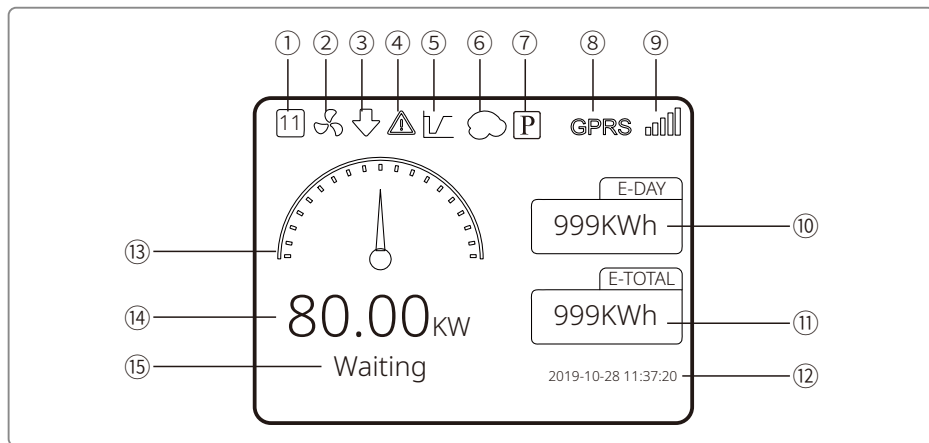 ① ② ③ ④ ⑤ ⑥ ⑦ ⑧ ⑨
11 P GPRS
E-DAY
999KWh ⑩
⑬
E-TOTAL
999KWh ⑪
⑭ 80.00KW
⑮ Waiting
2019-10-28 11:37:20 ⑫